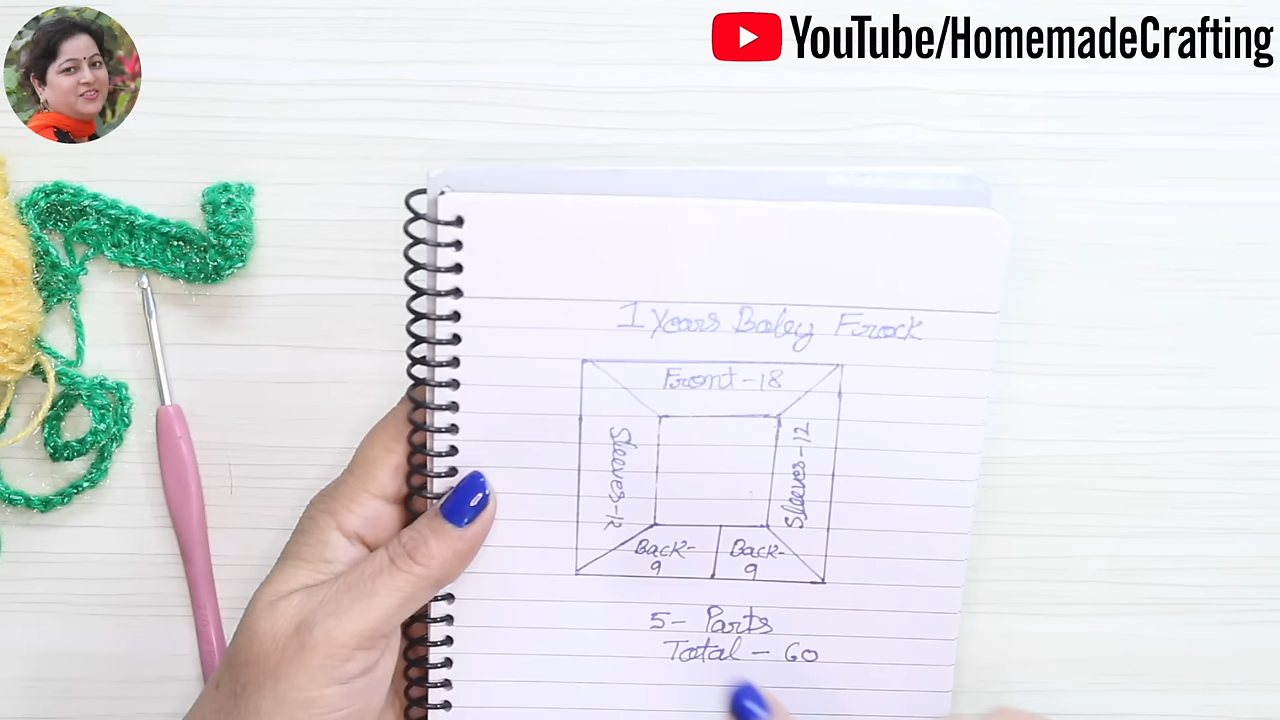 YouTube/HomemadeCrafting
1 Years Baby Frock
Front-18
Sleeves-12
Sleeves-12
Back-
9
Back-
9
5- Parts
Total - 60